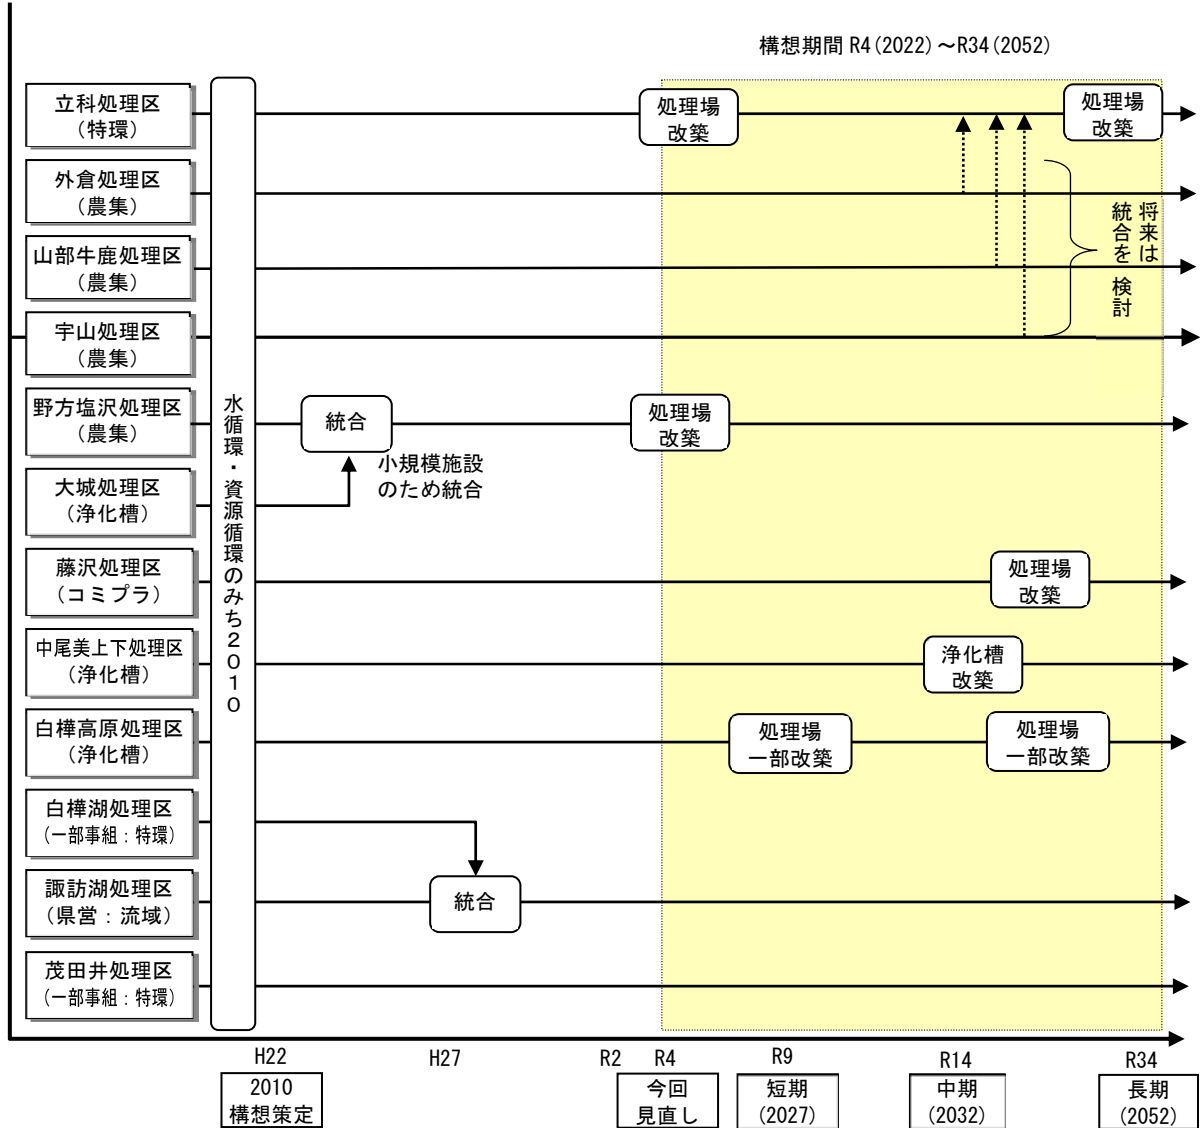 構想期間 R4(2022)～R34(2052)
立科処理区
(特環)
処理場
改築
処理場
改築
外倉処理区
(農集)
山部牛鹿処理区
(農集)
宇山処理区
(農集)
将来は
統合を
検討
野方塩沢処理区
(農集)
統合
処理場
改築
大城処理区
(浄化槽)
小規模施設
のため統合
水循環・資源循環のみち2010
藤沢処理区
(コミプラ)
処理場
改築
中尾美上下処理区
(浄化槽)
浄化槽
改築
白樺高原処理区
(浄化槽)
処理場
一部改築
処理場
一部改築
白樺湖処理区
(一部事組：特環)
諏訪湖処理区
(県営：流域)
統合
茂田井処理区
(一部事組：特環)
H22
H27
R2
R4
R9
R14
R34
2010
構想策定
今回
見直し
短期
(2027)
中期
(2032)
長期
(2052)